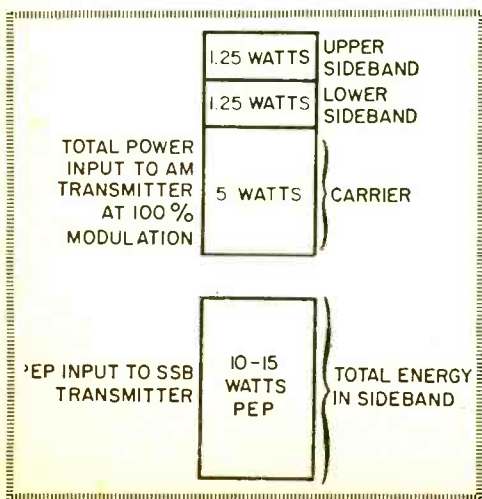 1.25 WATTS UPPER SIDEBAND
1.25 WATTS LOWER SIDEBAND
TOTAL POWER
INPUT TO AM
TRANSMITTER
AT 100%
MODULATION
5 WATTS
CARRIER
PEP INPUT TO SSB
TRANSMITTER
10-15
WATTS
PEP
TOTAL ENERGY
IN SIDEBAND